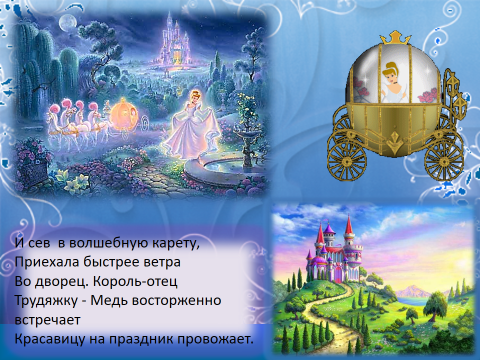 И сев  в волшебную карету,
Приехала быстрее ветра
Во дворец. Король-отец
Трудяжку - Медь восторженно
встречает
Красавицу на праздник провожает.